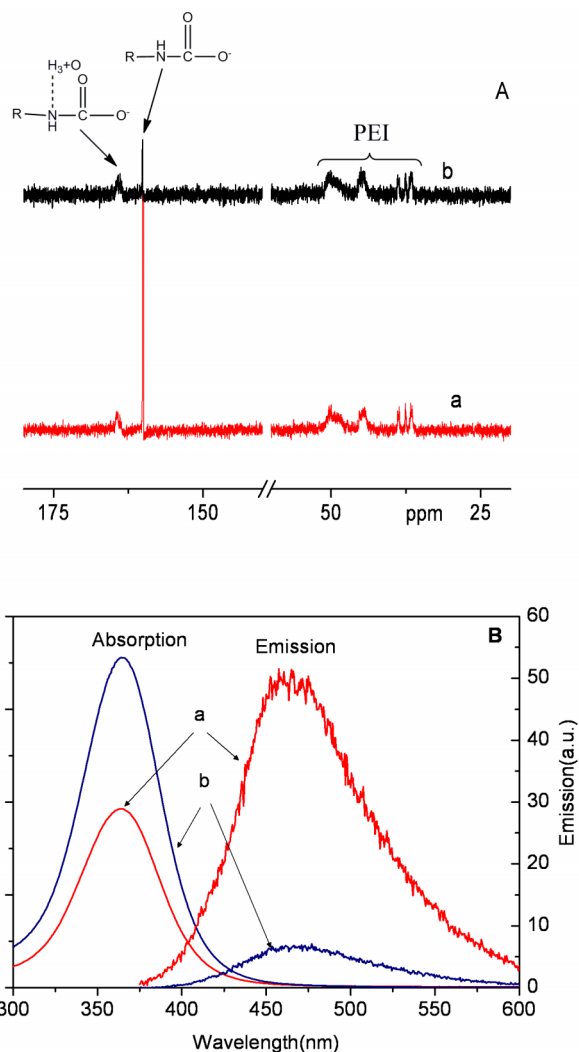 O
R—N—C—O-
H
H3+O
O
R—N—C—O-
H
A
PEI
b
a
175 150 50 ppm 25
Absorption Emission B
a
b
60
50
40
30
20
10
0
Emission(a.u.)
300 350 400 450 500 550 600
Wavelength(nm)